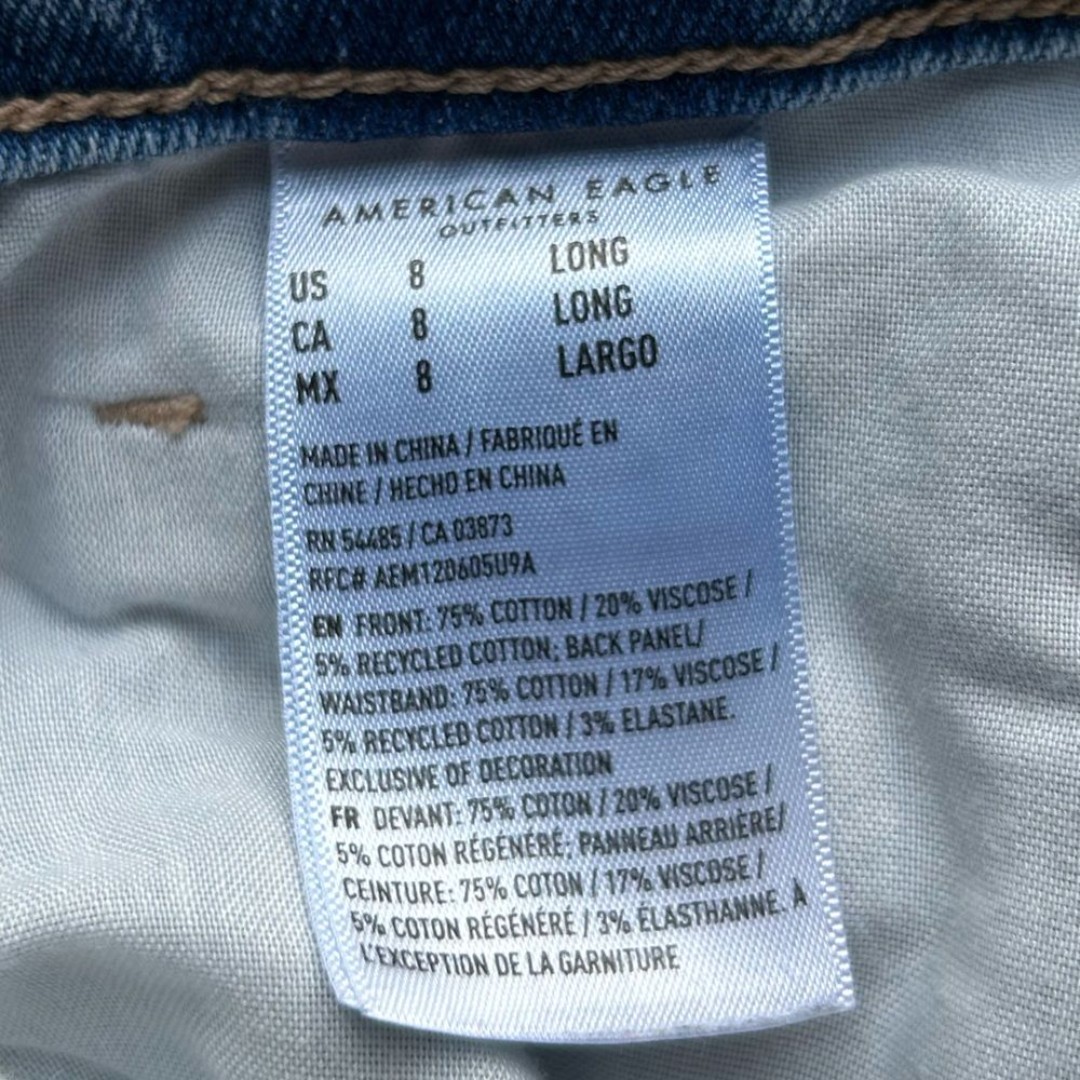 AMERICAN EAGLE
OUTFITTERS
US 8 LONG
CA 8 LONG
MX 8 LARGO
MADE IN CHINA / FABRIQUÉ EN
CHINE / HECHO EN CHINA
RN 54485 / CA 03873
RFC# AEM120605U9A
EN FRONT: 75% COTTON / 20% VISCOSE /
5% RECYCLED COTTON; BACK PANEL/
WAISTBAND: 75% COTTON / 17% VISCOSE /
5% RECYCLED COTTON / 3% ELASTANE.
EXCLUSIVE OF DECORATION
FR DEVANT: 75% COTON / 20% VISCOSE /
5% COTON RÉGÉNÉRÉ; PANNEAU ARRIÈRE/
CEINTURE: 75% COTON / 17% VISCOSE /
5% COTON RÉGÉNÉRÉ / 3% ÉLASTHANNE. À
L'EXCEPTION DE LA GARNITURE